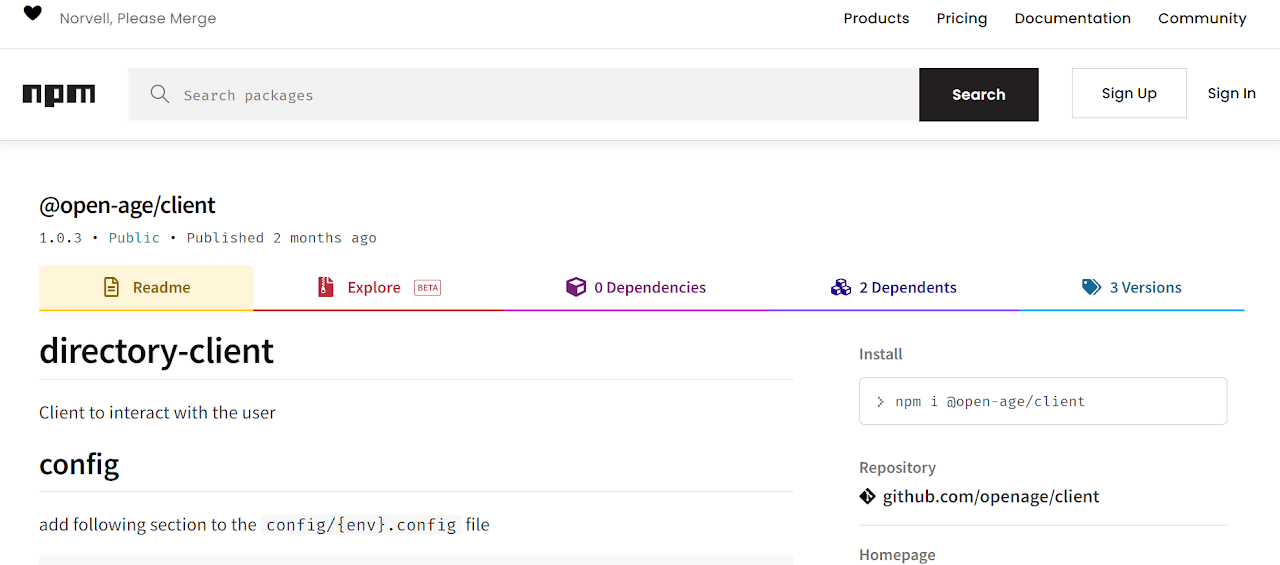 Norvell, Please Merge
Products Pricing Documentation Community
npm Search packages Search Sign Up Sign In
@open-age/client
1.0.3 • Public • Published 2 months ago
Readme Explore BETA 0 Dependencies 2 Dependents 3 Versions
directory-client
Client to interact with the user
config
add following section to the config/{env}.config file
Install
> npm i @open-age/client
Repository
github.com/openage/client
Homepage